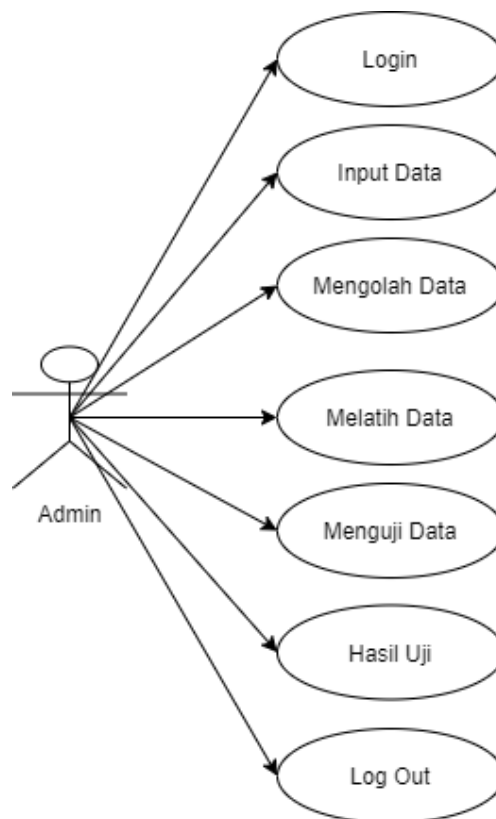 Login
Input Data
Mengolah Data
Melatih Data
Admin
Menguji Data
Hasil Uji
Log Out